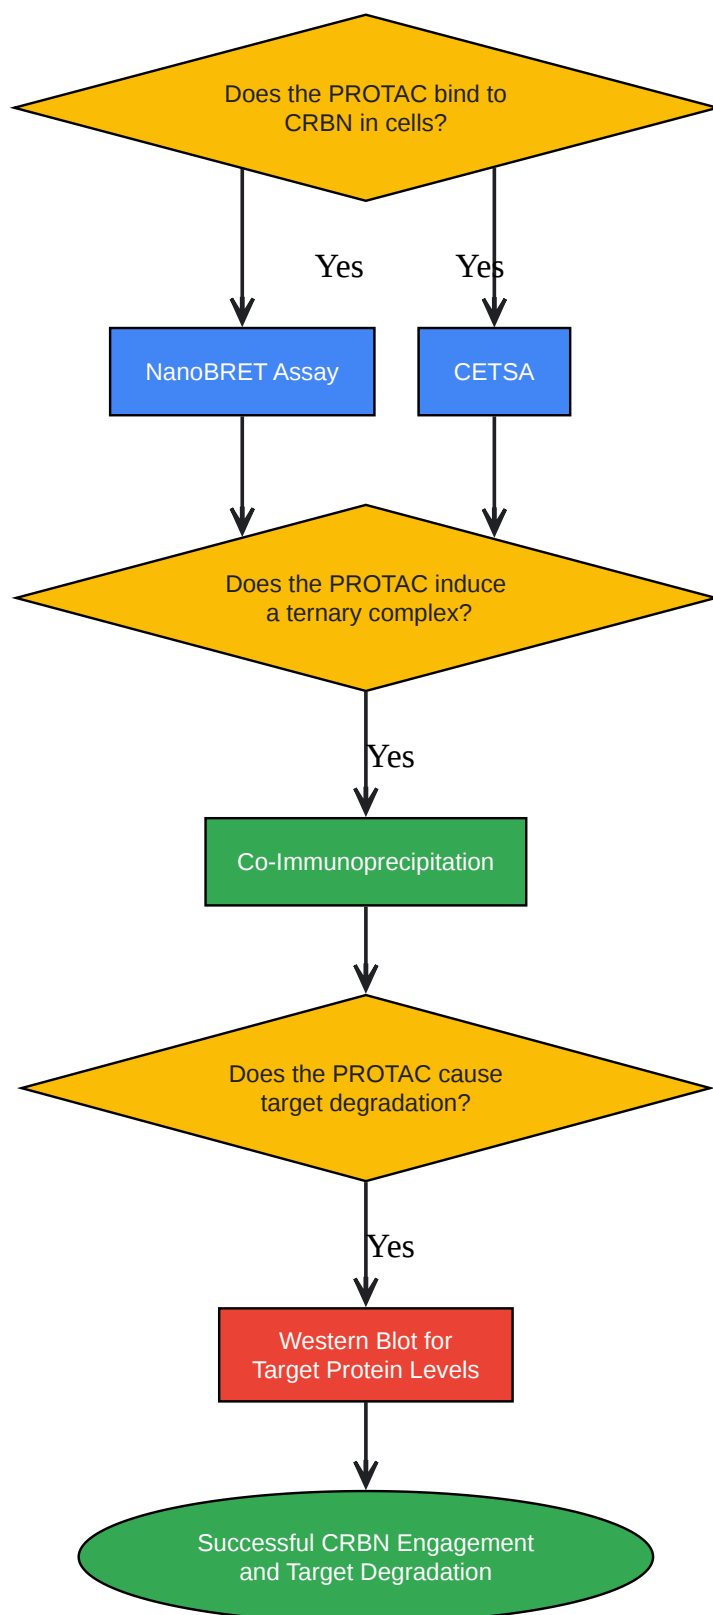 Does the PROTAC bind to
CRBN in cells?
Yes
Yes
NanoBRET Assay
CETSA
Does the PROTAC induce
a ternary complex?
Yes
Co-Immunoprecipitation
Does the PROTAC cause
target degradation?
Yes
Western Blot for
Target Protein Levels
Successful CRBN Engagement
and Target Degradation